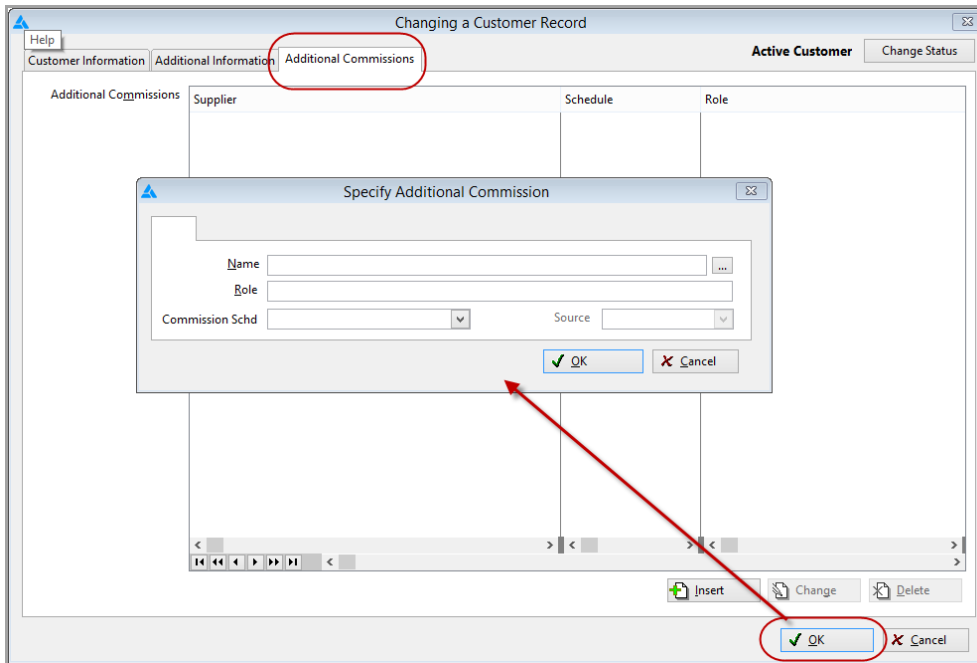 Changing a Customer Record
Help
Customer Information Additional Information Additional Commissions Active Customer Change Status
Additional Commissions Supplier Schedule Role
Specify Additional Commission
Name ...
Role
Commission Schd Source
OK Cancel
Insert Change Delete
OK Cancel